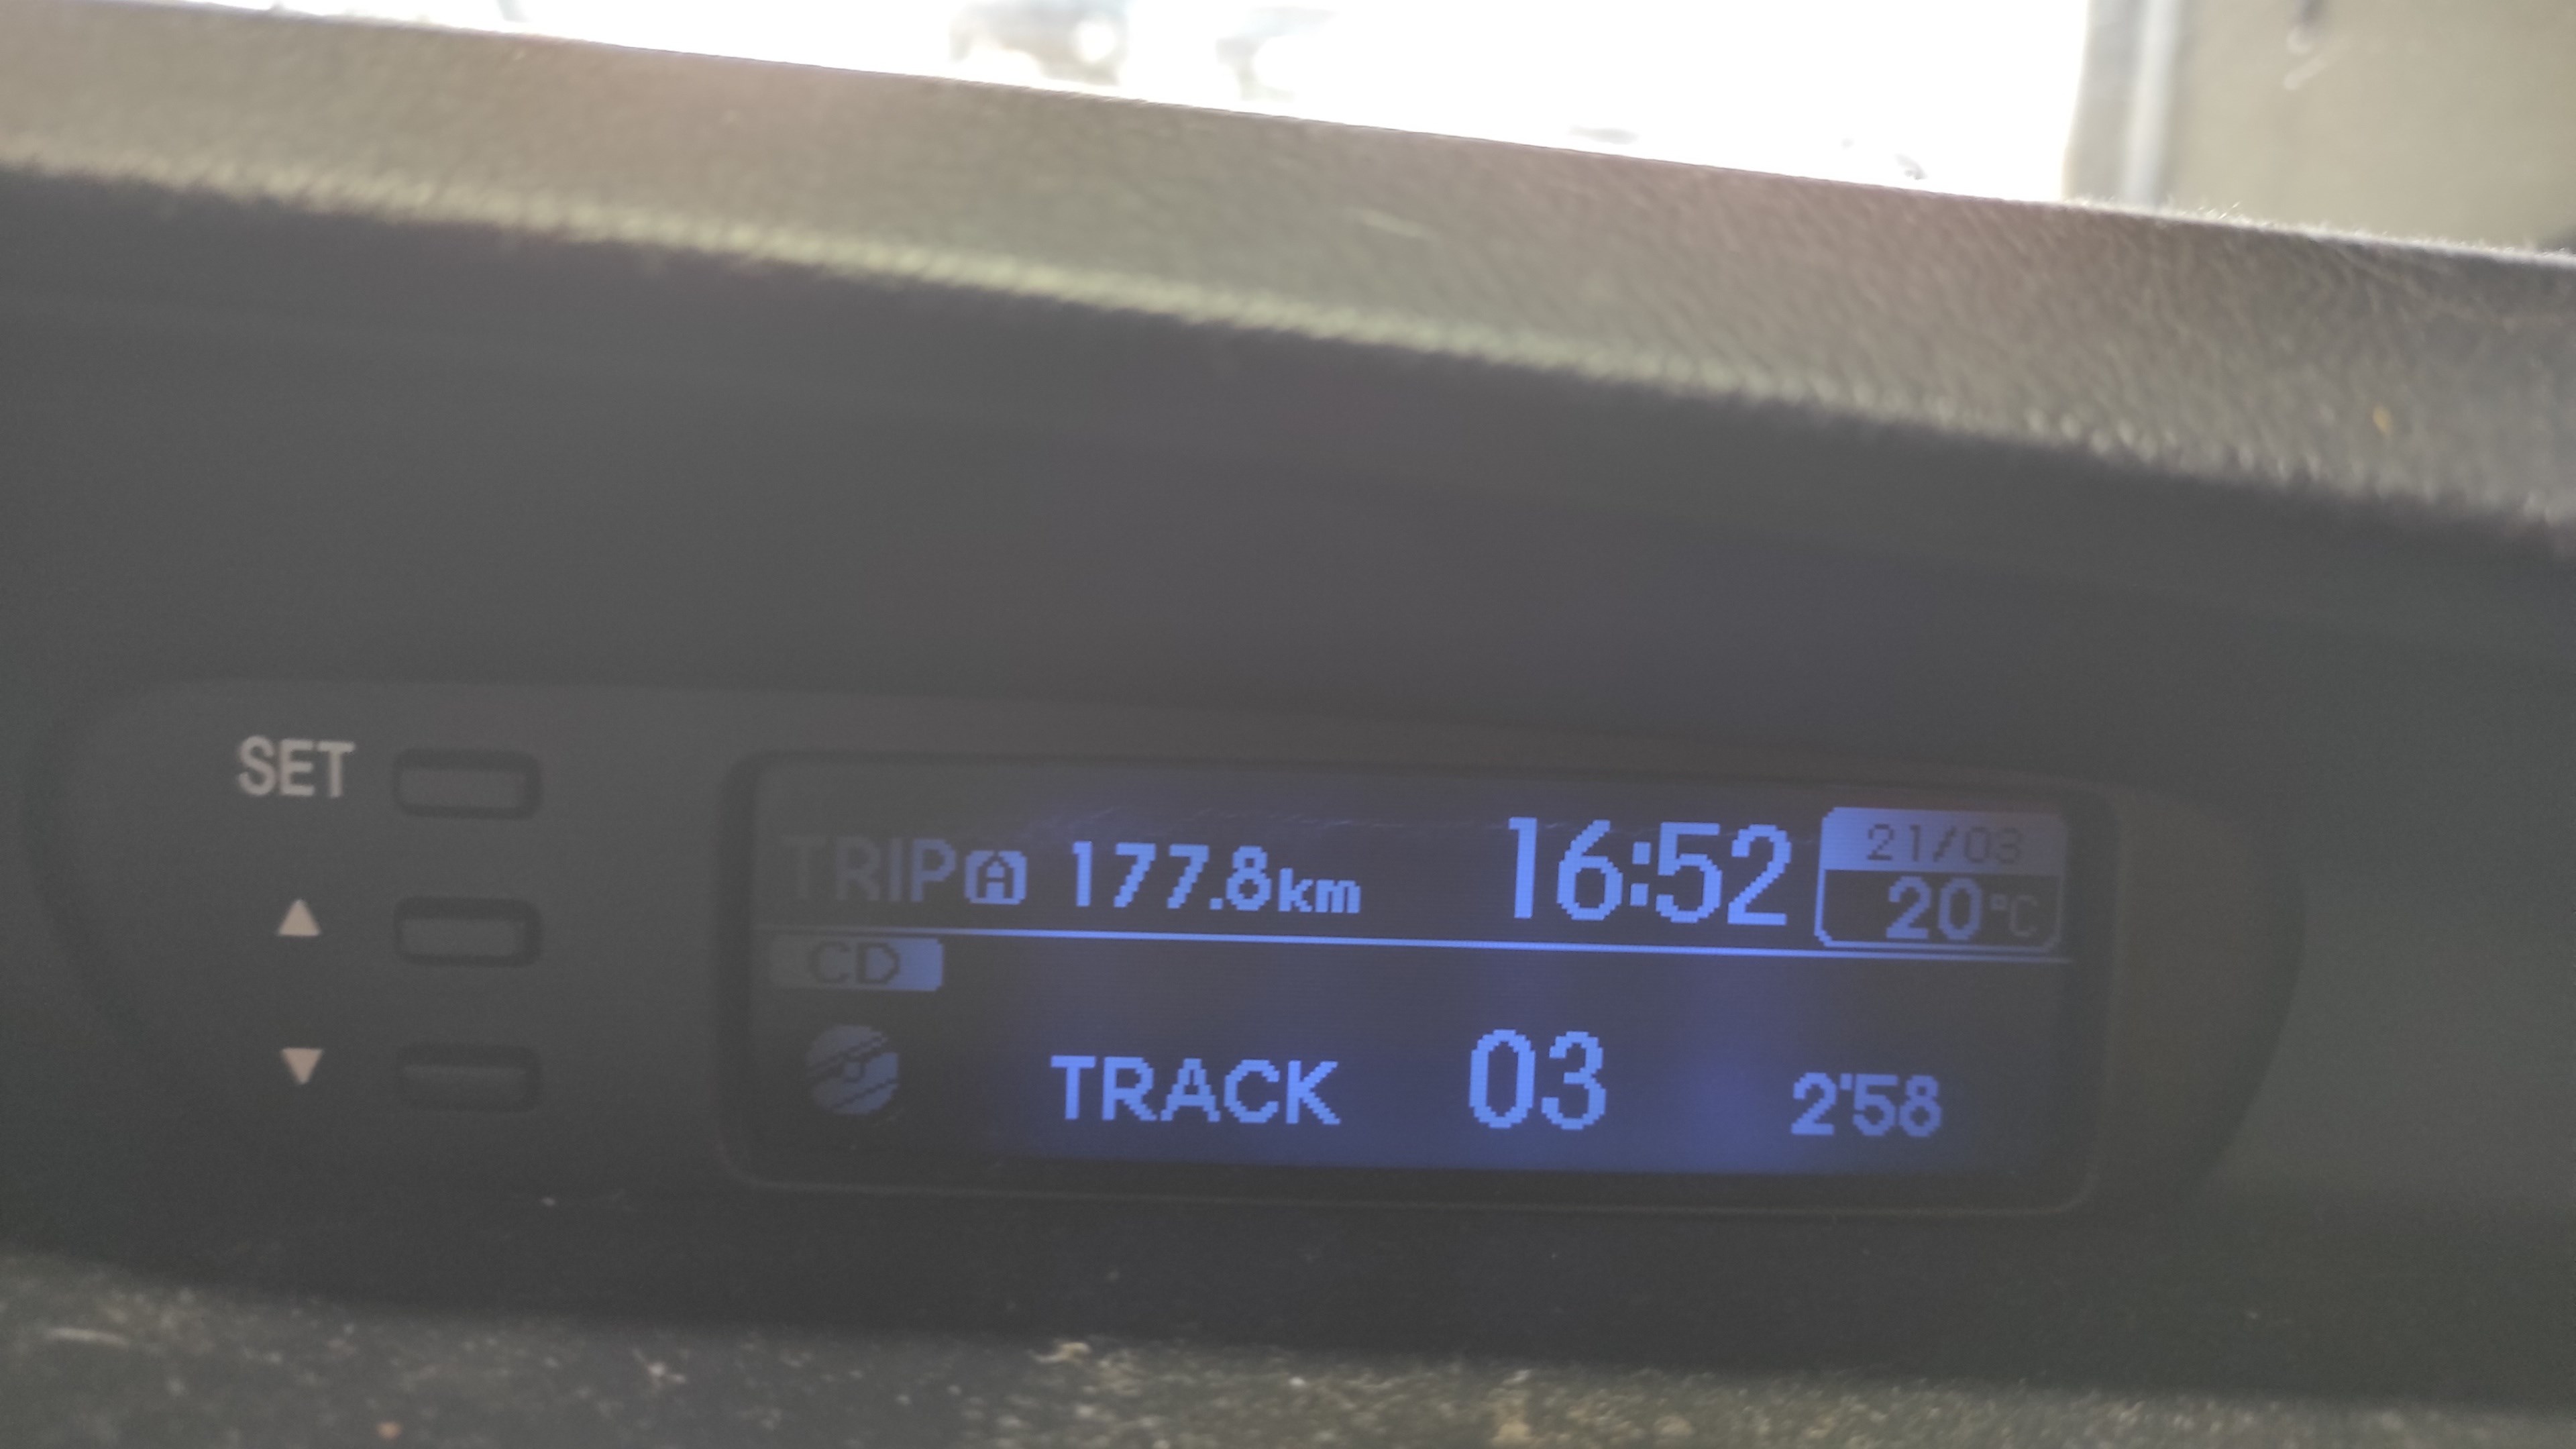 SET
TRIP A 177.8km 16:52 21/03
20°C
CD
TRACK 03 2'58